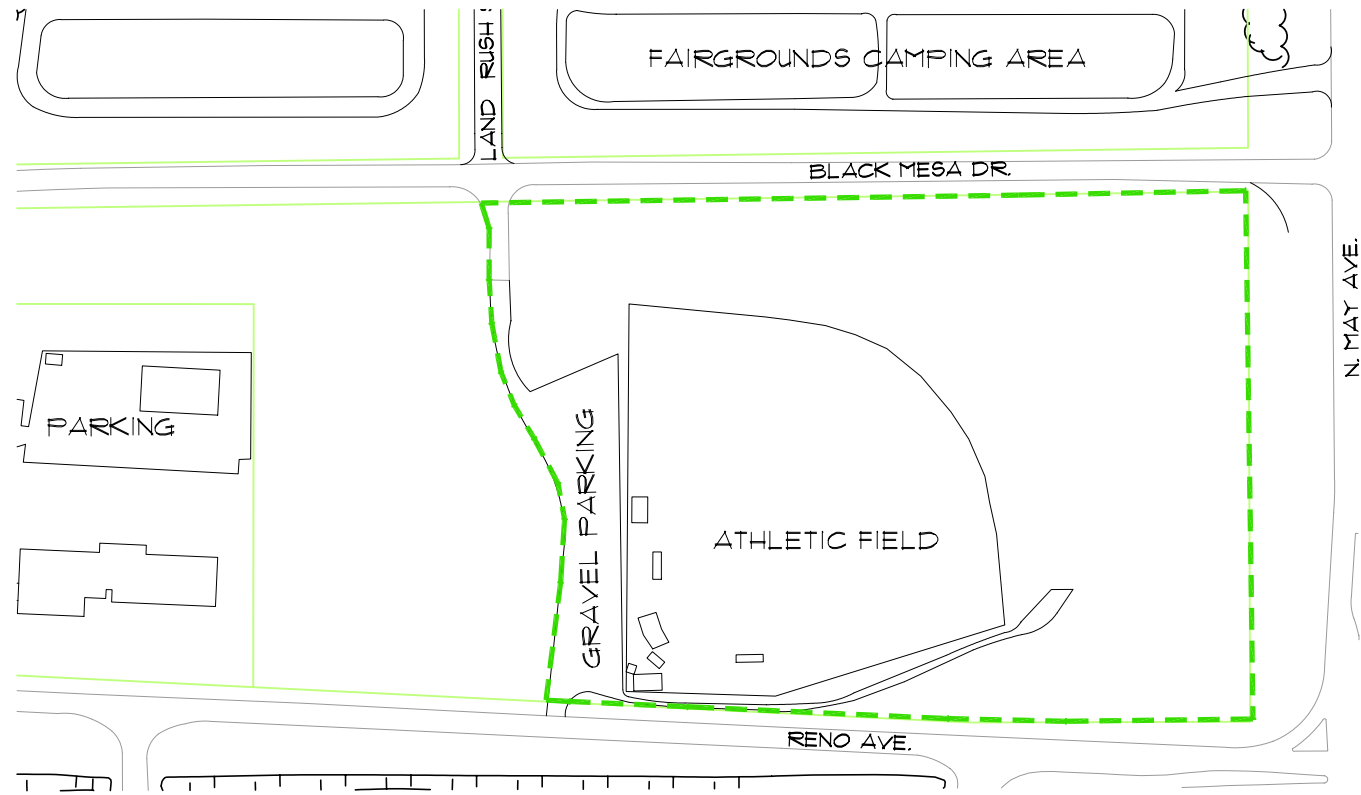 LAND RUSH S
FAIRGROUNDS CAMPING AREA
BLACK MESA DR.
N. MAY AVE.
PARKING
GRAVEL PARKING
ATHLETIC FIELD
RENO AVE.